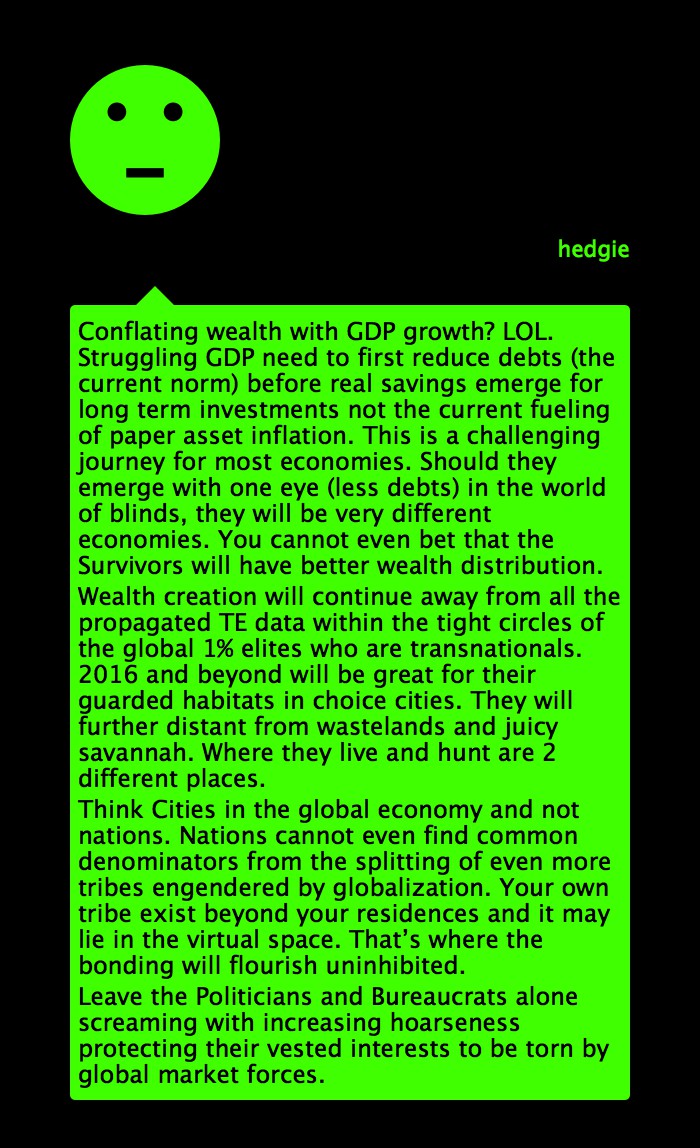 hedgie
Conflating wealth with GDP growth? LOL.
Struggling GDP need to first reduce debts (the
current norm) before real savings emerge for
long term investments not the current fueling
of paper asset inflation. This is a challenging
journey for most economies. Should they
emerge with one eye (less debts) in the world
of blinds, they will be very different
economies. You cannot even bet that the
Survivors will have better wealth distribution.
Wealth creation will continue away from all the
propagated TE data within the tight circles of
the global 1% elites who are transnationals.
2016 and beyond will be great for their
guarded habitats in choice cities. They will
further distant from wastelands and juicy
savannah. Where they live and hunt are 2
different places.
Think Cities in the global economy and not
nations. Nations cannot even find common
denominators from the splitting of even more
tribes engendered by globalization. Your own
tribe exist beyond your residences and it may
lie in the virtual space. That’s where the
bonding will flourish uninhibited.
Leave the Politicians and Bureaucrats alone
screaming with increasing hoarseness
protecting their vested interests to be torn by
global market forces.